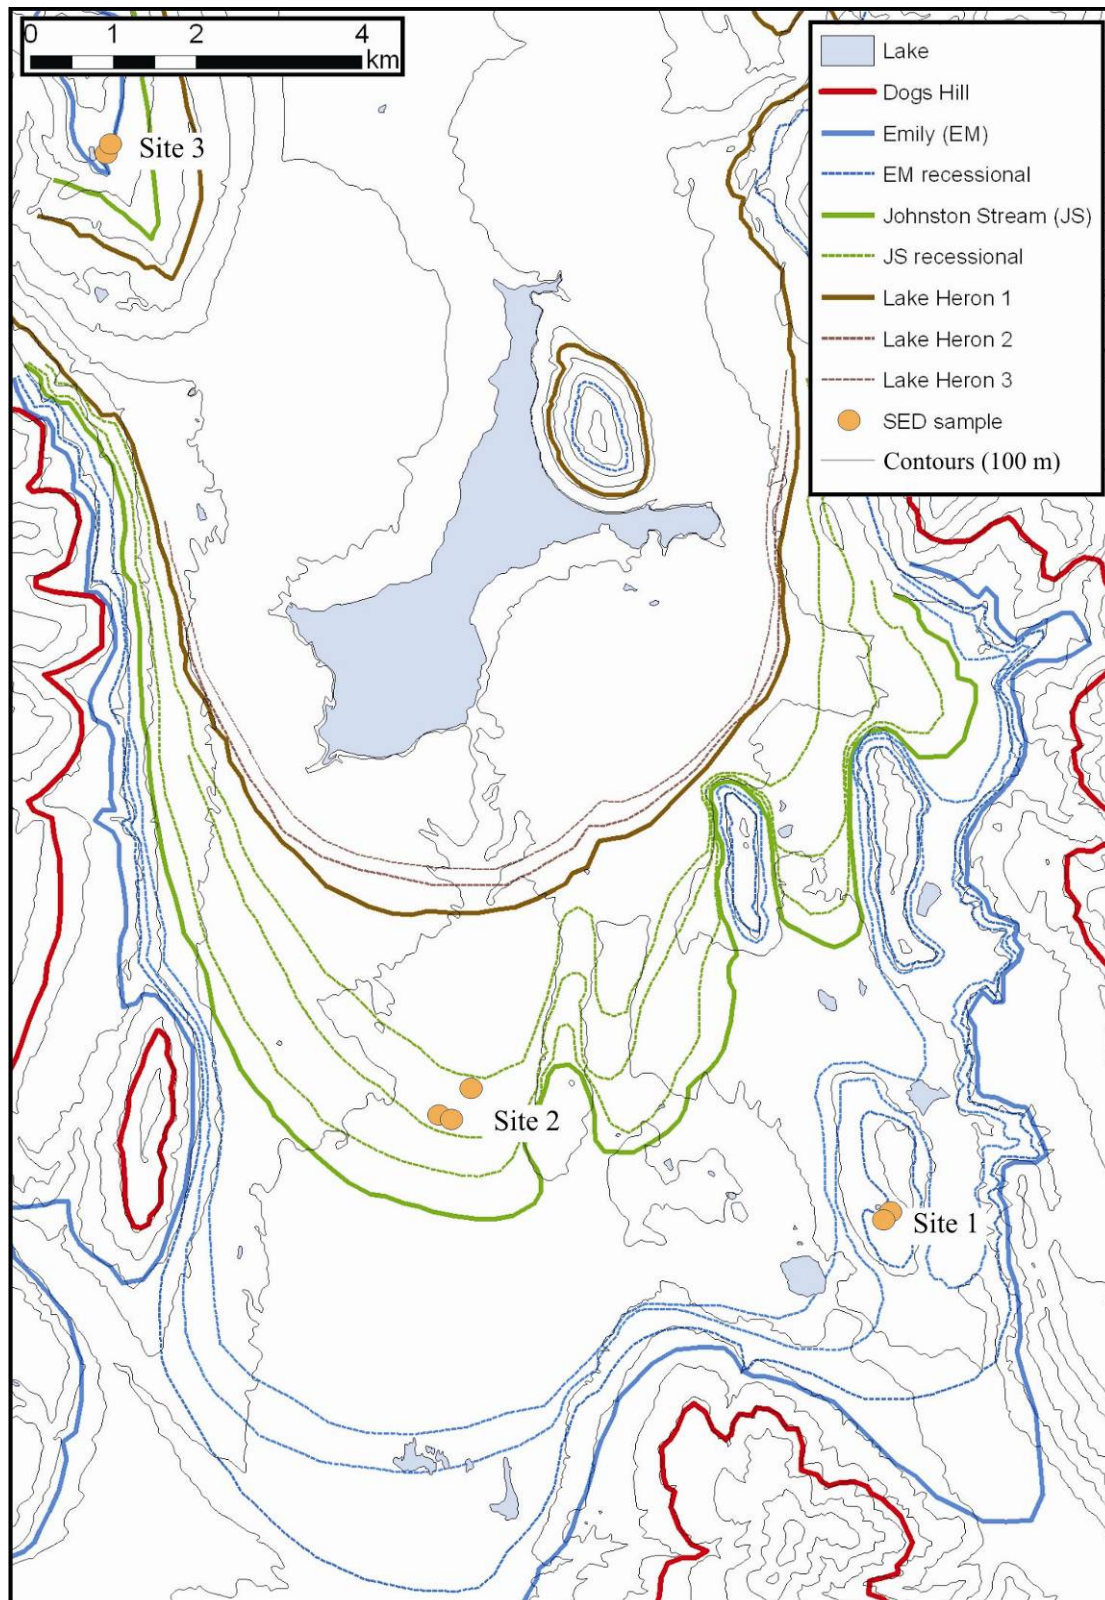 0 1 2 4
km
Lake
Dogs Hill
Emily (EM)
EM recessional
Johnston Stream (JS)
JS recessional
Lake Heron 1
Lake Heron 2
Lake Heron 3
SED sample
Contours (100 m)
Site 3
Site 2
Site 1